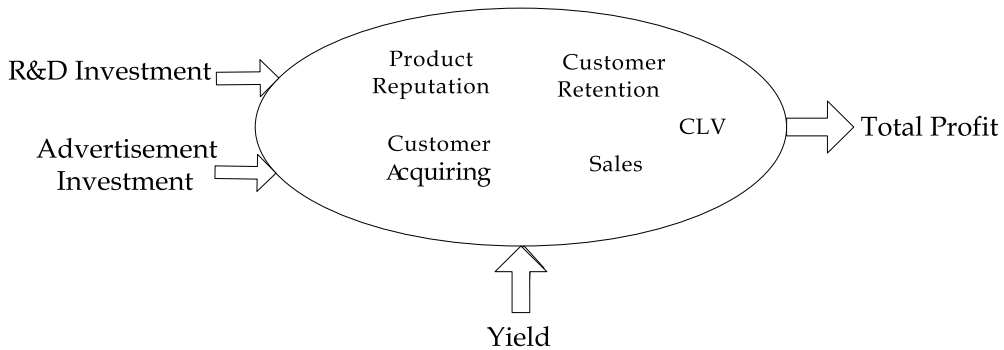 R&D Investment
Advertisement
Investment
Product
Reputation
Customer
Retention
Customer
Acquiring
CLV
Sales
Total Profit
Yield